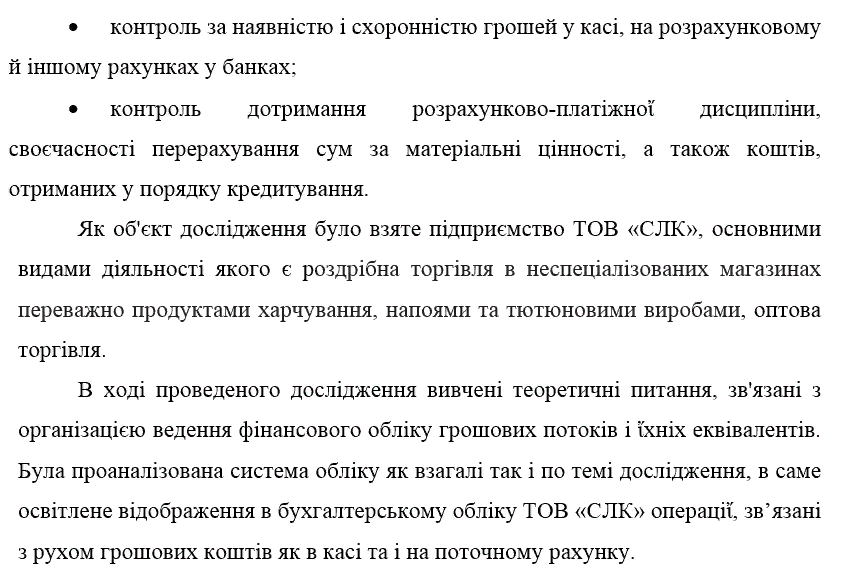 • контроль за наявністю і схоронністю грошей у касі, на розрахунковому
й іншому рахунках у банках;
• контроль дотримання розрахунково-платіжної дисципліни,
своєчасності перерахування сум за матеріальні цінності, а також коштів,
отриманих у порядку кредитування.
Як об'єкт дослідження було взяте підприємство ТОВ «СЛК», основними
видами діяльності якого є роздрібна торгівля в неспеціалізованих магазинах
переважно продуктами харчування, напоями та тютюновими виробами, оптова
торгівля.
В ході проведеного дослідження вивчені теоретичні питання, зв'язані з
організацією ведення фінансового обліку грошових потоків і їхніх еквівалентів.
Була проаналізована система обліку як взагалі так і по темі дослідження, в саме
освітлене відображення в бухгалтерському обліку ТОВ «СЛК» операції, зв’язані
з рухом грошових коштів як в касі та і на поточному рахунку.